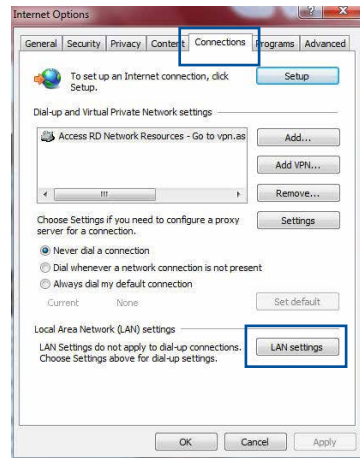 Internet Options
General Security Privacy Content Connections Programs Advanced
To set up an Internet connection, click
Setup.
Setup
Dial-up and Virtual Private Network settings
Access RD Network Resources - Go to vpn.as
Add...
Add VPN...
Remove...
Choose Settings if you need to configure a proxy
server for a connection.
Settings
Never dial a connection
Dial whenever a network connection is not present
Always dial my default connection
Current None
Set default
Local Area Network (LAN) settings
LAN Settings do not apply to dial-up connections.
Choose Settings above for dial-up settings.
LAN settings
OK Cancel Apply